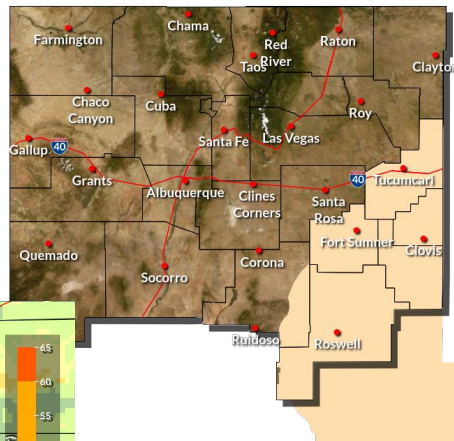 Chama
Farmington
Red
River
Raton
Taos
Clayto
Chaco
Canyon
Cuba
Roy
Gallup
40
Santa Fe
Las Vegas
Grants
Albuquerque
Clines
Corners
40
Tucumcari
Santa
Rosa
Fort Sumner
Clovis
Quemado
Socorro
Corona
Ruidoso
Roswell
65
60
55